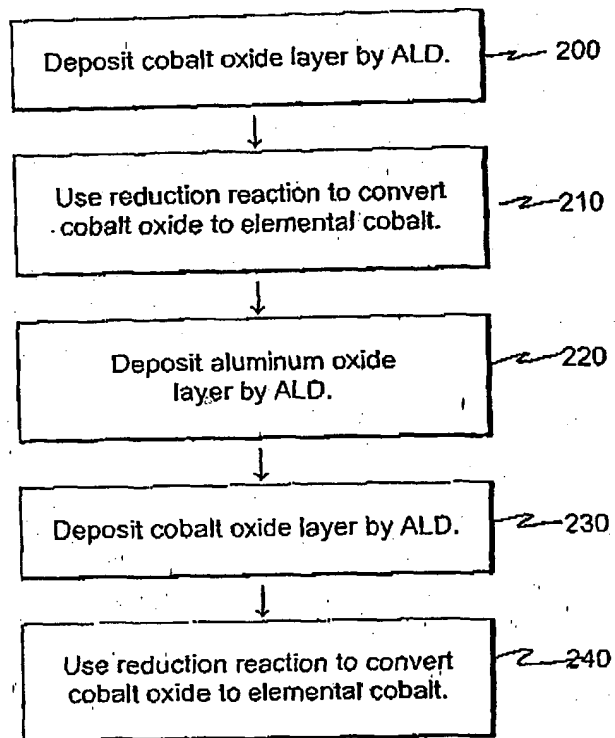 Deposit cobalt oxide layer by ALD.
200
Use reduction reaction to convert
cobalt oxide to elemental cobalt.
210
Deposit aluminum oxide
layer by ALD.
220
Deposit cobalt oxide layer by ALD.
230
Use reduction reaction to convert
cobalt oxide to elemental cobalt.
240